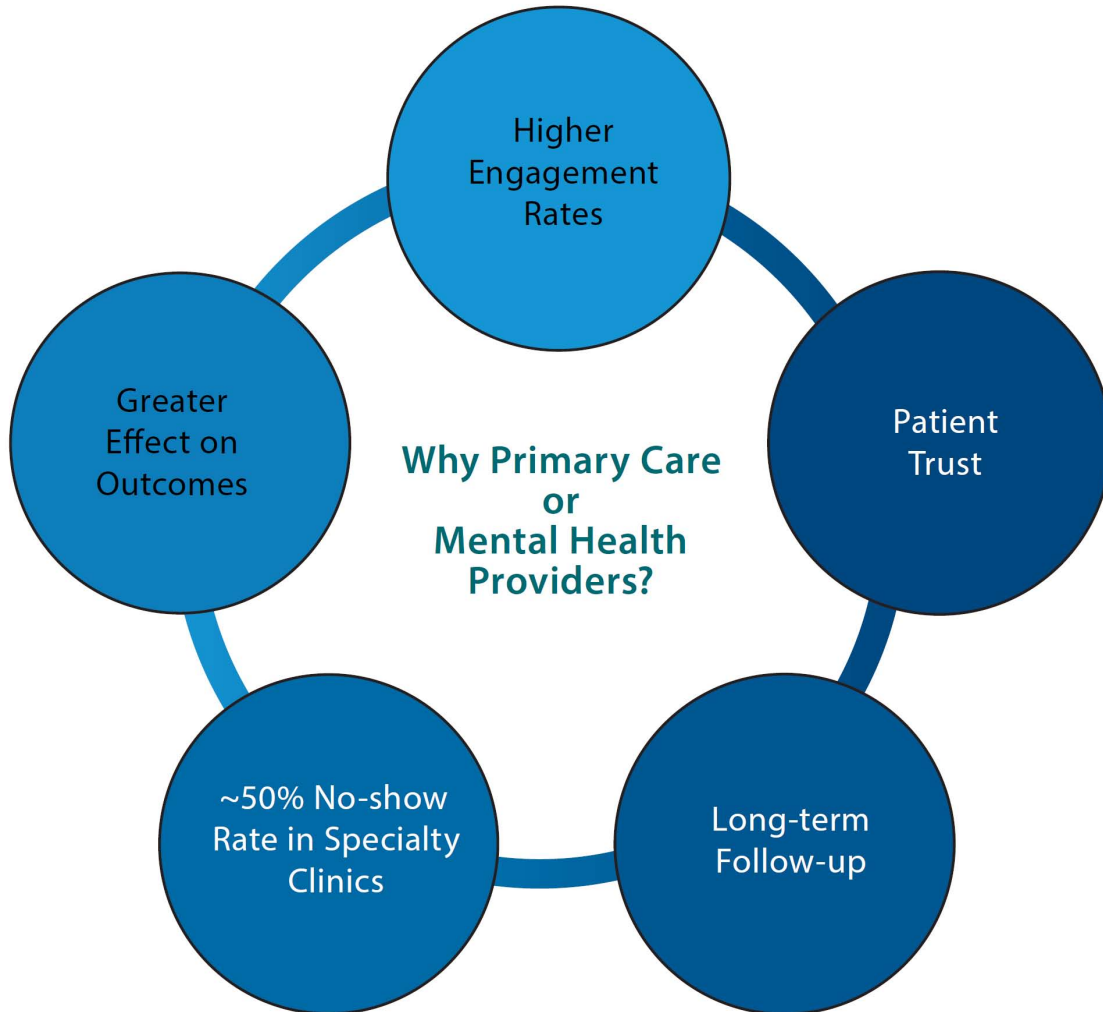 Higher
Engagement
Rates
Patient
Trust
Long-term
Follow-up
~50% No-show
Rate in Specialty
Clinics
Greater
Effect on
Outcomes
Why Primary Care
or
Mental Health
Providers?